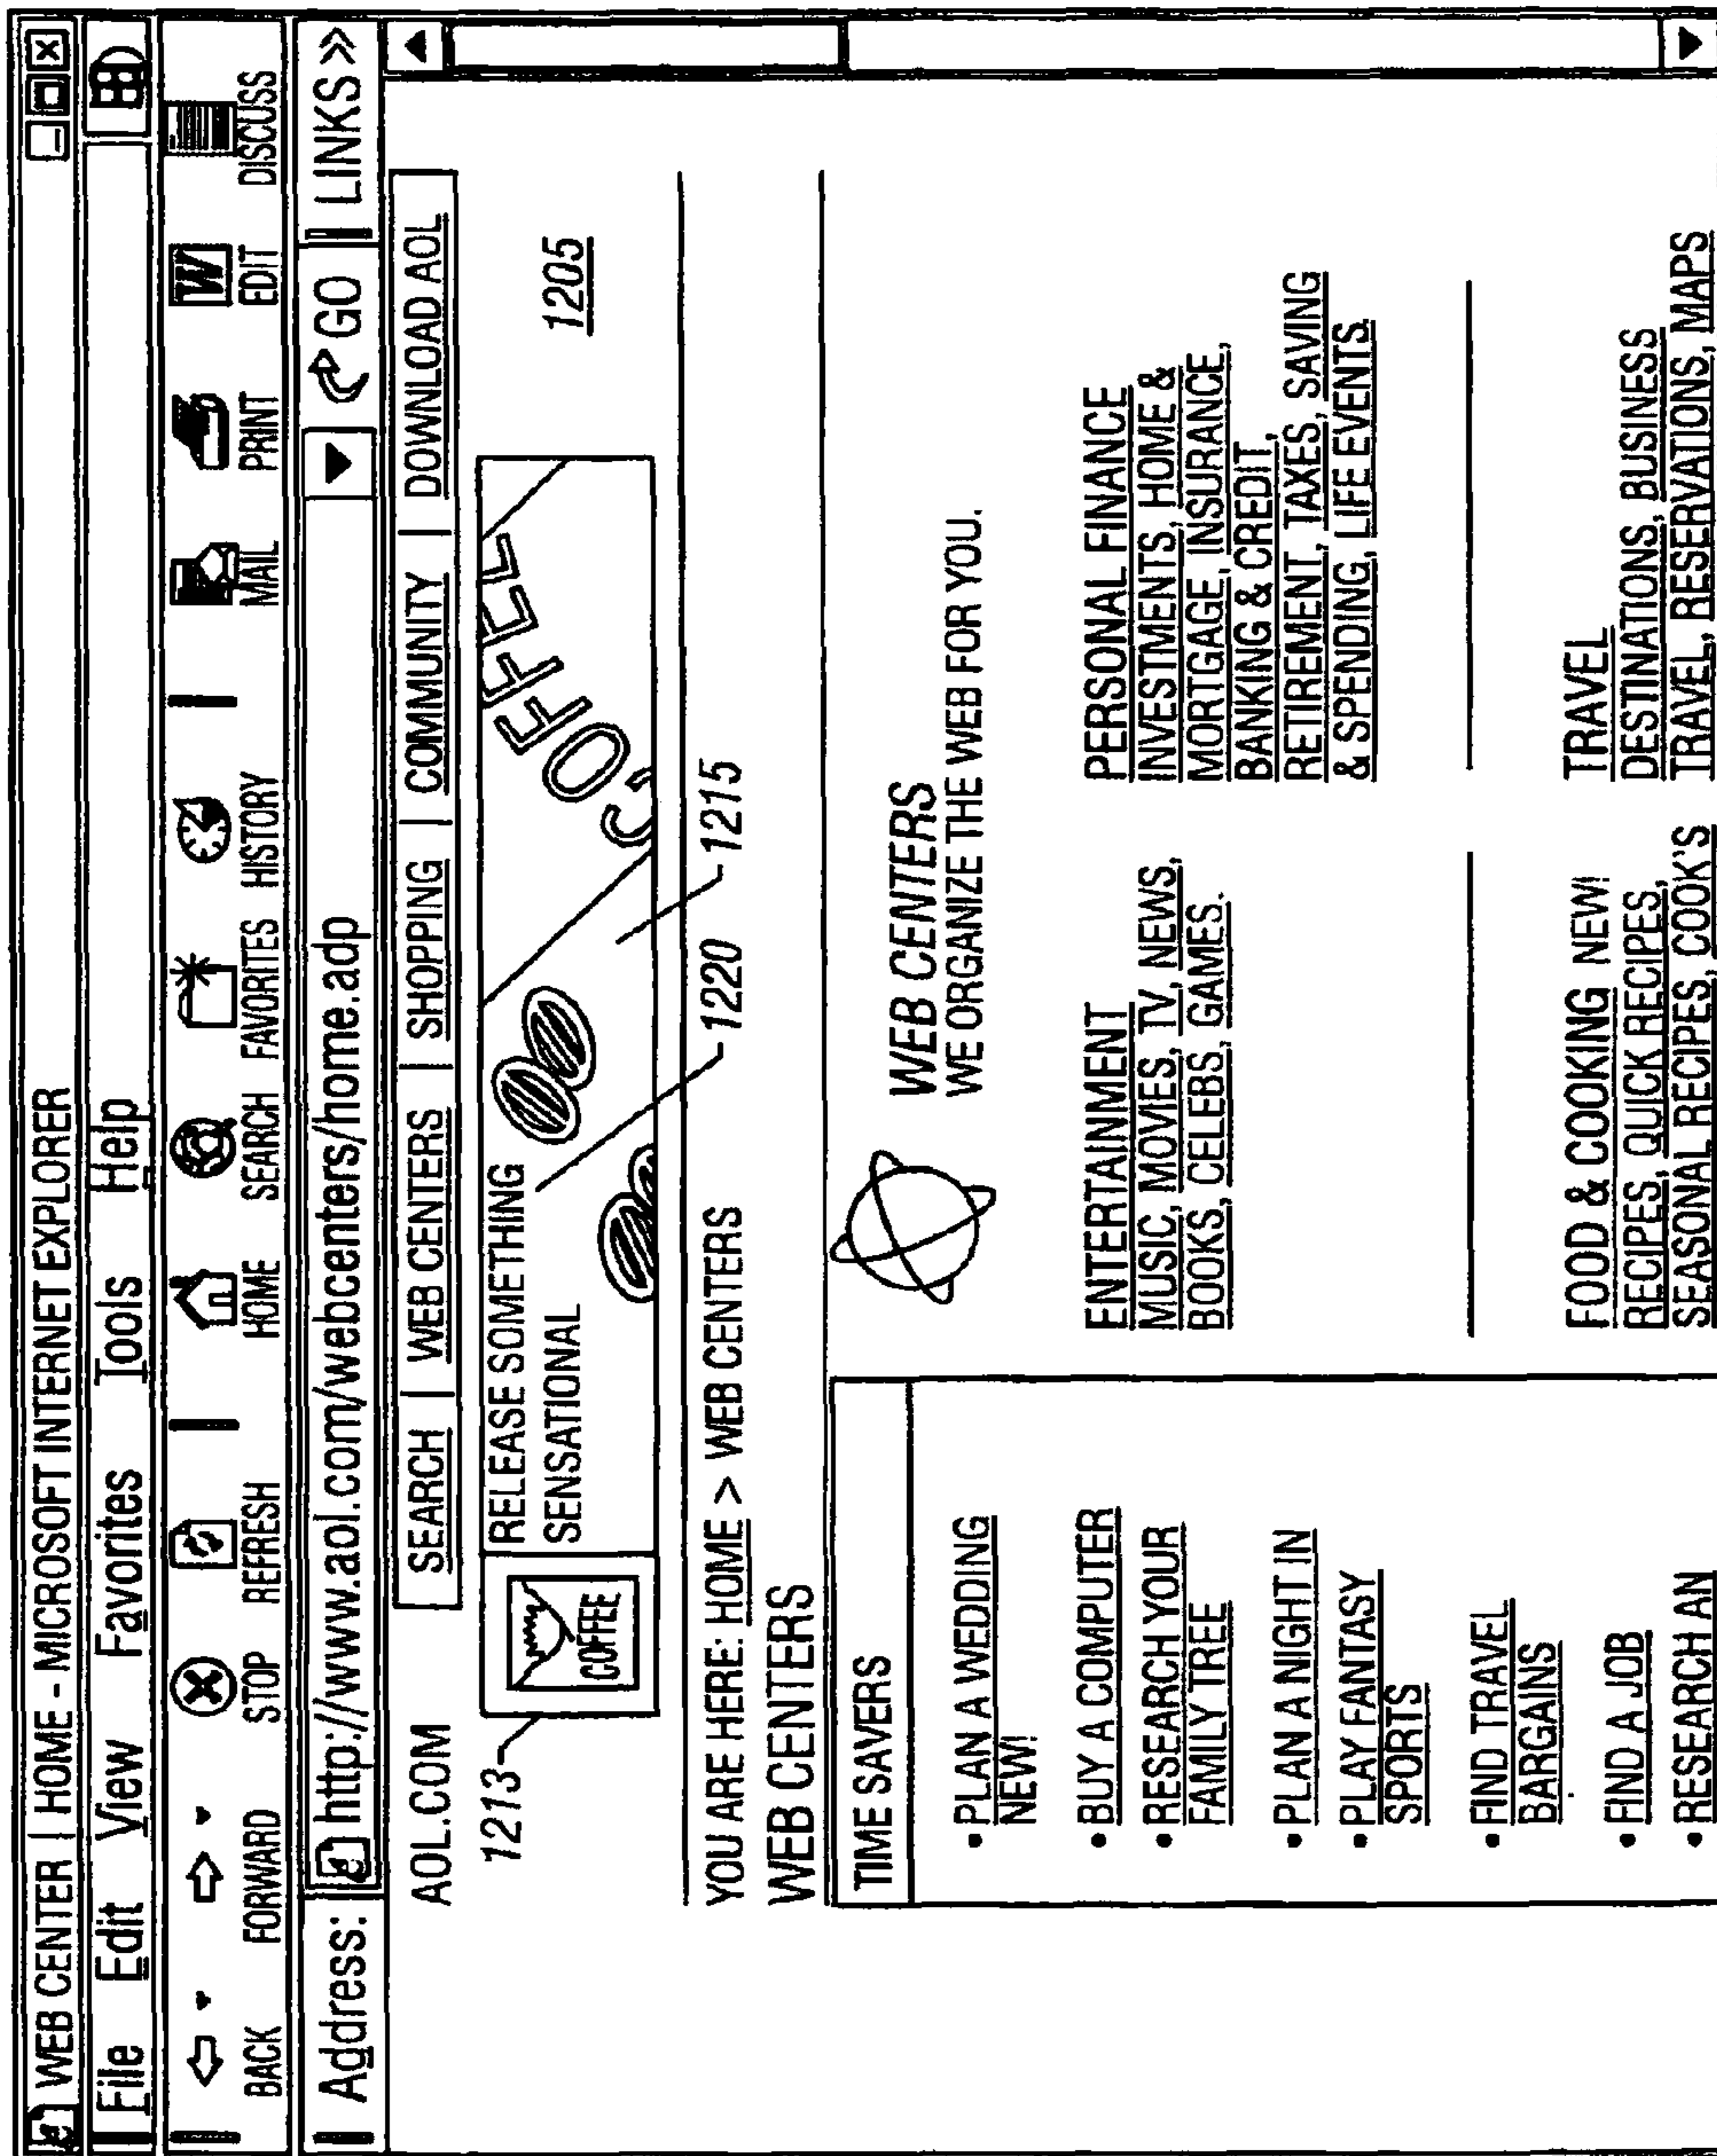 WEB CENTER | HOME - MICROSOFT INTERNET EXPLORER
File Edit View Favorites Tools Help
BACK FORWARD STOP REFRESH HOME SEARCH FAVORITES HISTORY MAIL PRINT EDIT DISCUSS
Address: http://www.aol.com/webcenters/home.adp GO LINKS >>
AOL.COM SEARCH | WEB CENTERS | SHOPPING | COMMUNITY | DOWNLOAD AOL
1213
COFFEE
RELEASE SOMETHING
SENSATIONAL
COFFEE
1205
YOU ARE HERE: HOME > WEB CENTERS
1220
1215
WEB CENTERS
TIME SAVERS
• PLAN A WEDDING
NEW!
• BUY A COMPUTER
• RESEARCH YOUR
FAMILY TREE
• PLAN A NIGHT IN
• PLAY FANTASY
SPORTS
• FIND TRAVEL
BARGAINS
• FIND A JOB
• RESEARCH AN
WEB CENTERS
WE ORGANIZE THE WEB FOR YOU.
ENTERTAINMENT
MUSIC, MOVIES, TV, NEWS,
BOOKS, CELEBS, GAMES.
PERSONAL FINANCE
INVESTMENTS, HOME &
MORTGAGE, INSURANCE,
BANKING & CREDIT,
RETIREMENT, TAXES, SAVING
& SPENDING, LIFE EVENTS
FOOD & COOKING NEW!
RECIPES, QUICK RECIPES,
SEASONAL RECIPES, COOK'S
TRAVEL
DESTINATIONS, BUSINESS
TRAVEL, RESERVATIONS, MAPS